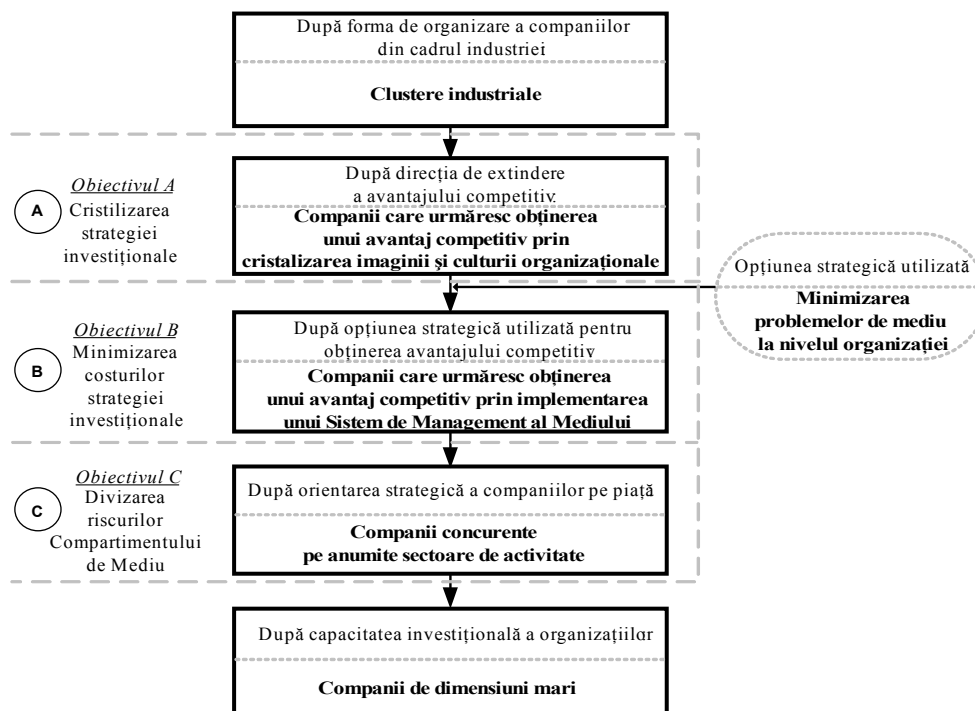 După forma de organizare a companiilor
din cadrul industriei
Clustere industriale
A
Obiectivul A
Cristilizarea
strategiei
investiționale
După direcția de extindere
a avantajului competitiv:
Companii care urmăresc obținerea
unui avantaj competitiv prin
cristalizarea imaginii și culturii organizaționale
Opțiunea strategică utilizată
Minimizarea
problemelor de mediu
la nivelul organizației
B
Obiectivul B
Minimizarea
costurilor
strategiei
investiționale
După opțiunea strategică utilizată pentru
obținerea avantajului competitiv
Companii care urmăresc obținerea
unui avantaj competitiv prin implementarea
unui Sistem de Management al Mediului
C
Obiectivul C
Divizarea
riscurilor
Compartimentului
de Mediu
După orientarea strategică a companiilor pe piață
Companii concurente
pe anumite sectoare de activitate
După capacitatea investițională a organizațiilor
Companii de dimensiuni mari